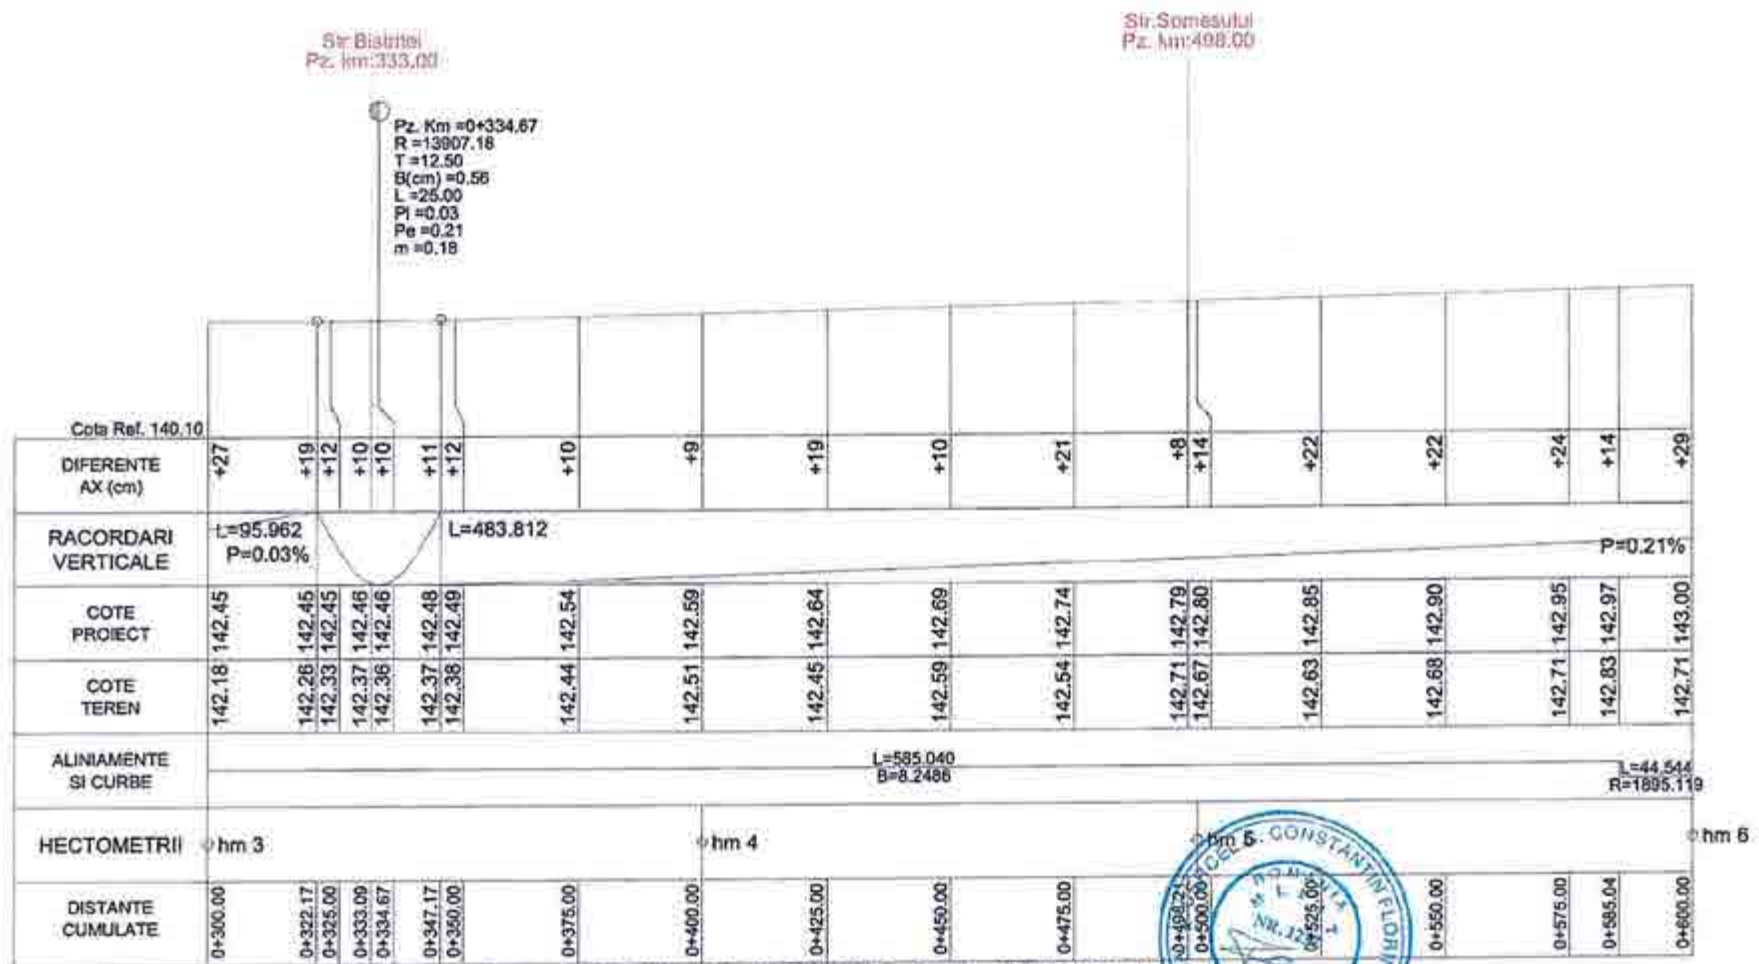 Str.Bistritei
Pz. km:333.00
Str.Somesului
Pz. km:498.00
Pz. Km =0+334.67
R =13907.18
T =12.50
B(cm) =0.56
L =25.00
Pi =0.03
Pe =0.21
m =0.18
Cota Ref. 140.10
DIFERENTE
AX (cm)
+27 +19 +12 +10 +10 +11 +12 +10 +9 +19 +10 +21 +8 +14 +22 +22 +24 +14 +29
RACORDARI
VERTICALE
L=95.962
P=0.03%
L=483.812
P=0.21%
COTE
PROIECT
142.45 142.45 142.45 142.46 142.46 142.48 142.49 142.54 142.59 142.64 142.69 142.74 142.79 142.80 142.85 142.90 142.95 142.97 143.00
COTE
TEREN
142.18 142.26 142.33 142.37 142.36 142.37 142.38 142.44 142.51 142.45 142.59 142.54 142.71 142.67 142.63 142.68 142.71 142.83 142.71
ALINIAMENTE
SI CURBE
L=585.040
B=8.2486
L=44.544
R=1895.119
HECTOMETRII
hm 3 hm 4 hm 5 hm 6
DISTANTE
CUMULATE
0+300.00 0+322.17 0+325.00 0+333.09 0+334.67 0+347.17 0+350.00 0+375.00 0+400.00 0+425.00 0+450.00 0+475.00 0+498.21 0+500.00 0+525.00 0+550.00 0+575.00 0+585.04 0+600.00
CONSTANTIN FLORIN
NR.